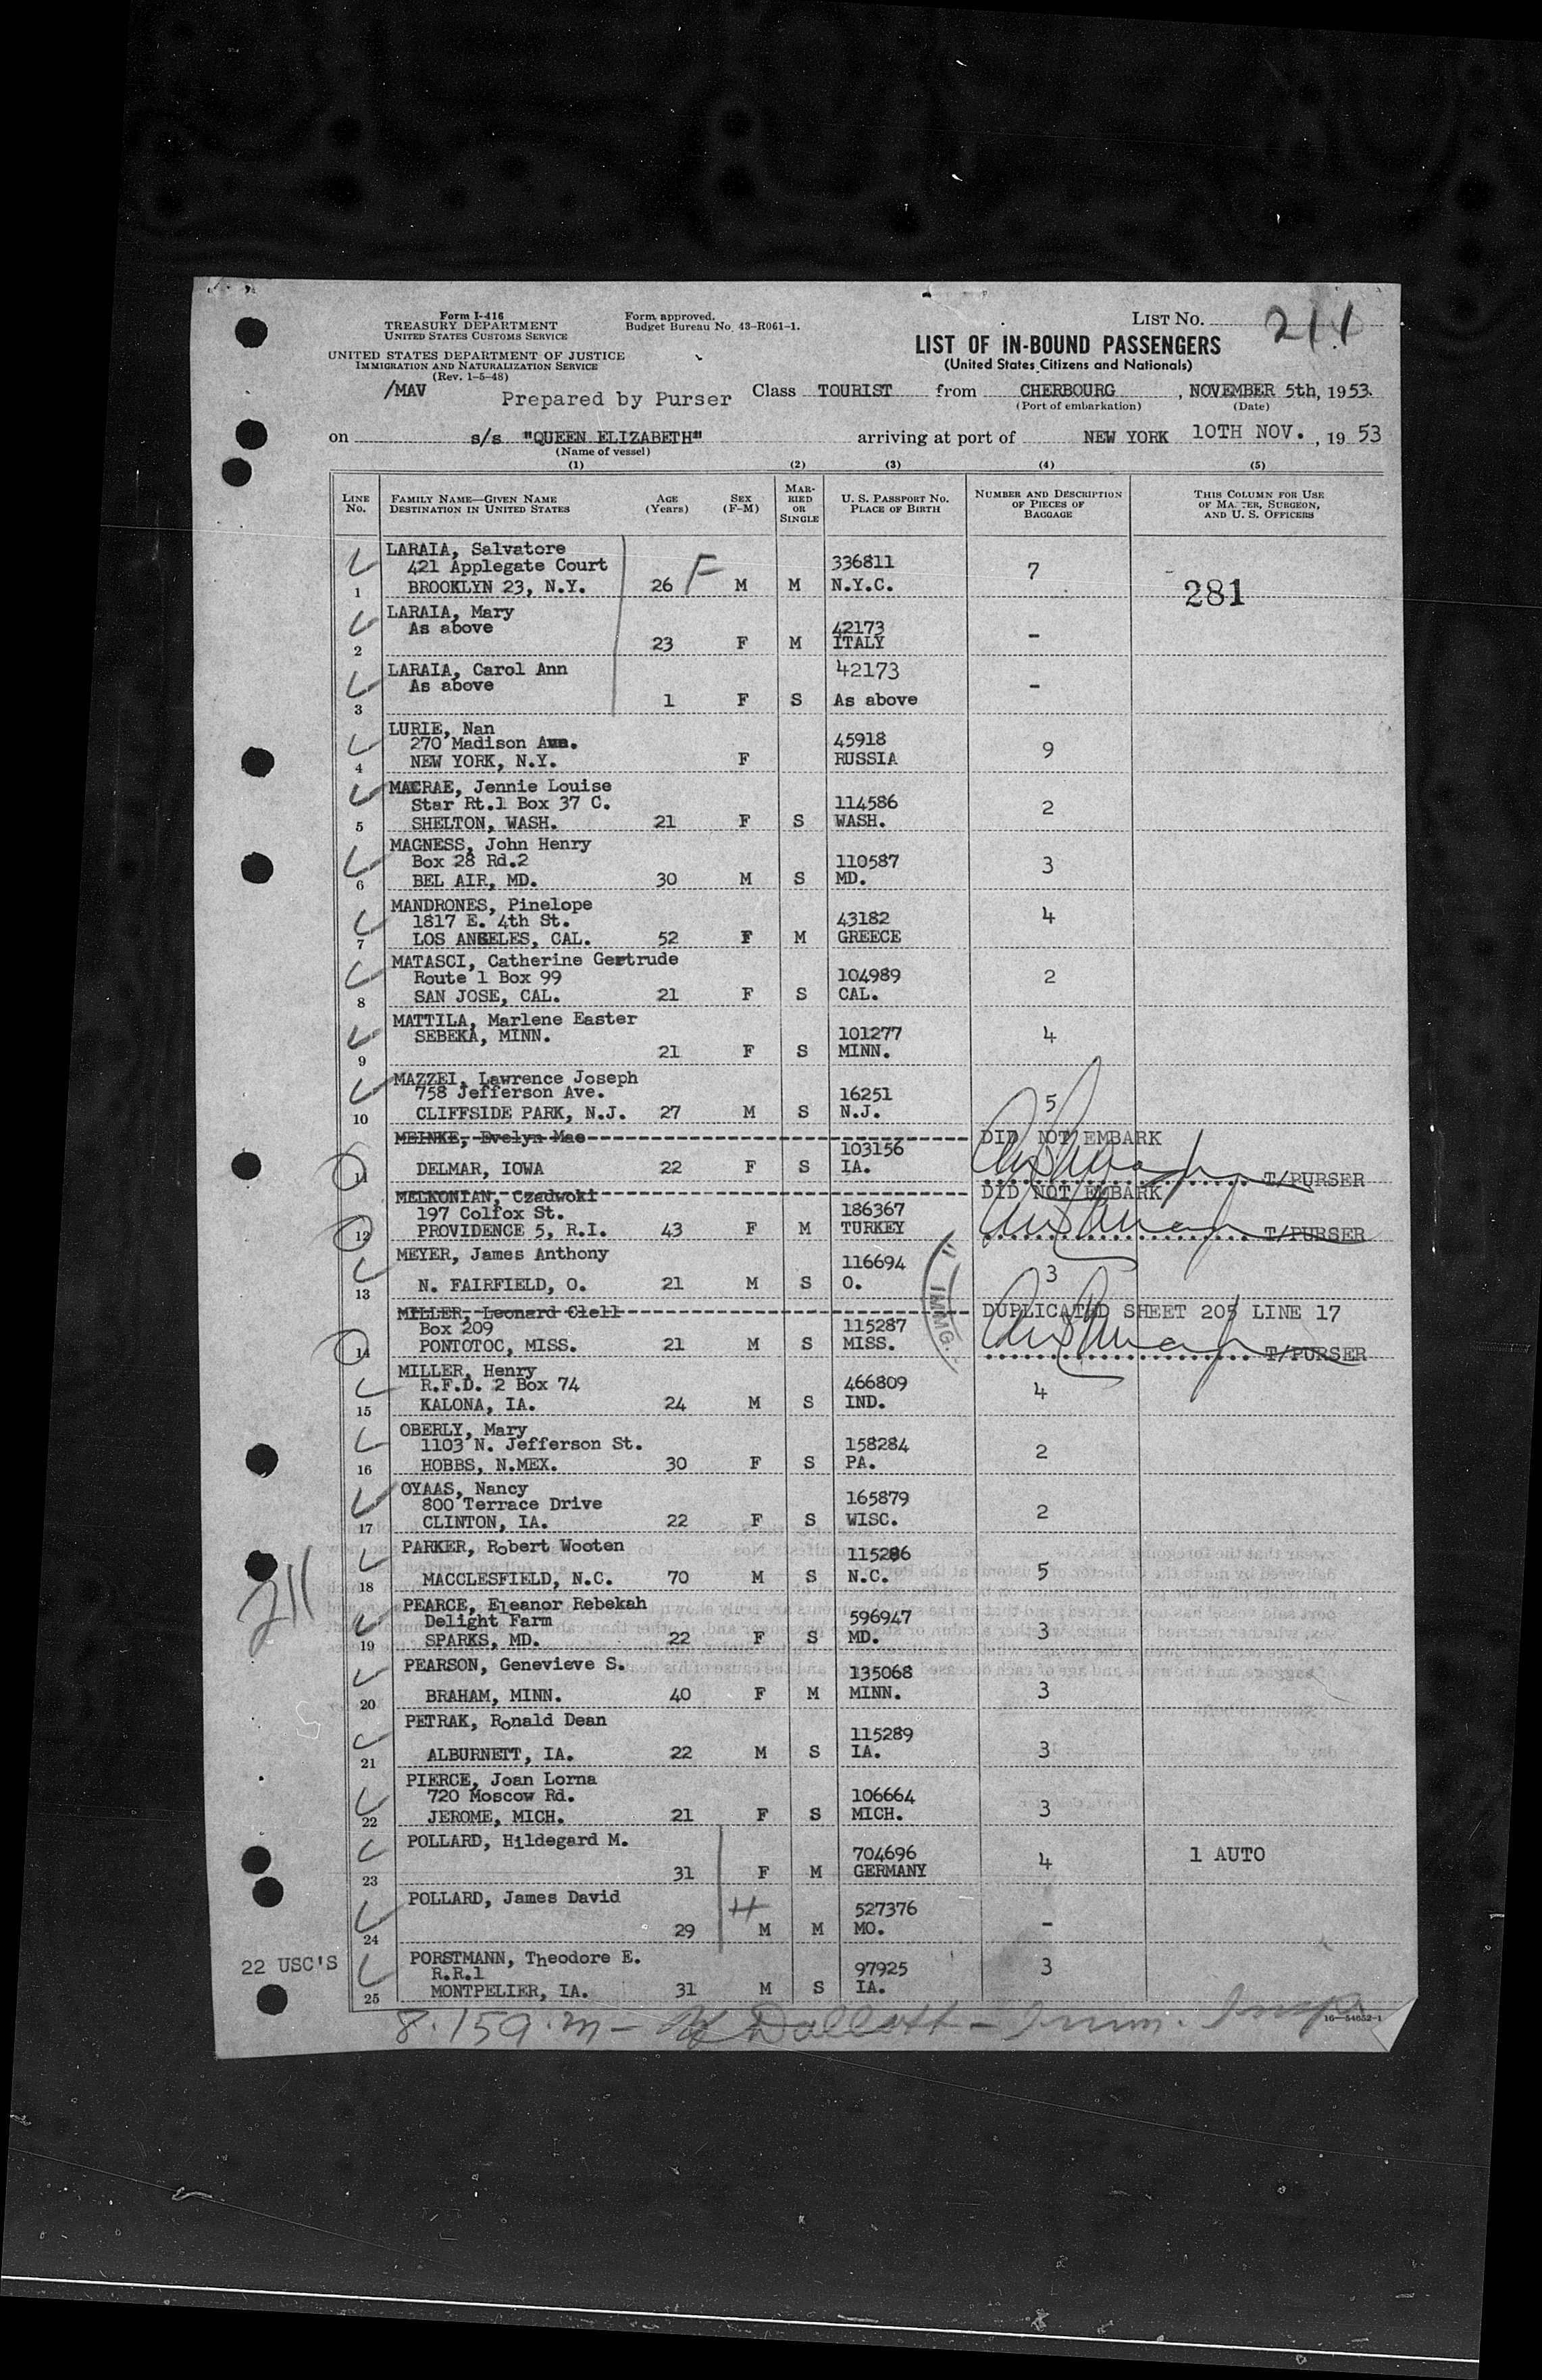 Form I-416
TREASURY DEPARTMENT
UNITED STATES CUSTOMS SERVICE
UNITED STATES DEPARTMENT OF JUSTICE
IMMIGRATION AND NATURALIZATION SERVICE
(Rev. 1-5-48)
Form approved.
Budget Bureau No. 43-R061-1.
LIST NO. 211
LIST OF IN-BOUND PASSENGERS
(United States Citizens and Nationals)
/MAV Prepared by Purser Class TOURIST from CHERBOURG, NOVEMBER 5th, 1953.
(Port of embarkation) (Date)
on s/s "QUEEN ELIZABETH" arriving at port of NEW YORK 10TH NOV., 1953
(Name of vessel)
(1) (2) (3) (4) (5)
LINE No. FAMILY NAME—GIVEN NAME DESTINATION IN UNITED STATES AGE (Years) SEX (F-M) MARRIED OR SINGLE U. S. PASSPORT NO. PLACE OF BIRTH NUMBER AND DESCRIPTION OF PIECES OF BAGGAGE THIS COLUMN FOR USE OF MASTER, SURGEON, AND U. S. OFFICERS
LARAIA, Salvatore
421 Applegate Court 336811 7
1 BROOKLYN 23, N.Y. 26 F M M N.Y.C. 281
LARAIA, Mary
As above 42173 -
2 23 F M ITALY
LARAIA, Carol Ann 42173
As above -
3 1 F S As above
LURIE, Nan
270 Madison Ave. 45918 9
4 NEW YORK, N.Y. F RUSSIA
MACRAE, Jennie Louise
Star Rt.1 Box 37 C. 114586 2
5 SHELTON, WASH. 21 F S WASH.
MAGNESS, John Henry
Box 28 Rd.2 110587 3
6 BEL AIR, MD. 30 M S MD.
MANDRONES, Pinelope
1817 E. 4th St. 43182 4
7 LOS ANGELES, CAL. 52 F M GREECE
MATASCI, Catherine Gertrude
Route 1 Box 99 104989 2
8 SAN JOSE, CAL. 21 F S CAL.
MATTILA, Marlene Easter
SEBEKA, MINN. 101277 4
9 21 F S MINN.
MAZZEI, Lawrence Joseph
758 Jefferson Ave. 16251 5
10 CLIFFSIDE PARK, N.J. 27 M S N.J.
MEINKE, Evelyn Mae DID NOT EMBARK
103156
11 DELMAR, IOWA 22 F S IA. T/PURSER
MELKONIAN, Czadwoki DID NOT EMBARK
197 Colfox St. 186367
12 PROVIDENCE 5, R.I. 43 F M TURKEY T/PURSER
MEYER, James Anthony
116694 3
13 N. FAIRFIELD, O. 21 M S O.
IMMG.
MILLER, Leonard Clell DUPLICATED SHEET 205 LINE 17
Box 209 115287
14 PONTOTOC, MISS. 21 M S MISS. T/PURSER
MILLER, Henry
R.F.D. 2 Box 74 466809 4
15 KALONA, IA. 24 M S IND.
OBERLY, Mary
1103 N. Jefferson St. 158284 2
16 HOBBS, N.MEX. 30 F S PA.
OYAAS, Nancy
800 Terrace Drive 165879 2
17 CLINTON, IA. 22 F S WISC.
PARKER, Robert Wooten
115286 5
18 MACCLESFIELD, N.C. 70 M S N.C.
211
PEARCE, Eleanor Rebekah
Delight Farm 596947 3
19 SPARKS, MD. 22 F S MD.
PEARSON, Genevieve S.
135068
20 BRAHAM, MINN. 40 F M MINN. 3
PETRAK, Ronald Dean
115289
21 ALBURNETT, IA. 22 M S IA. 3
PIERCE, Joan Lorna
720 Moscow Rd. 106664 3
22 JEROME, MICH. 21 F S MICH.
POLLARD, Hildegard M.
704696 4 1 AUTO
23 31 F M GERMANY
POLLARD, James David
H 527376 -
24 29 M M MO.
22 USC'S
PORSTMANN, Theodore E.
R.R.1 97925 3
25 MONTPELIER, IA. 31 M S IA.
8.159.m — Imm. Insp.
16—54652-1